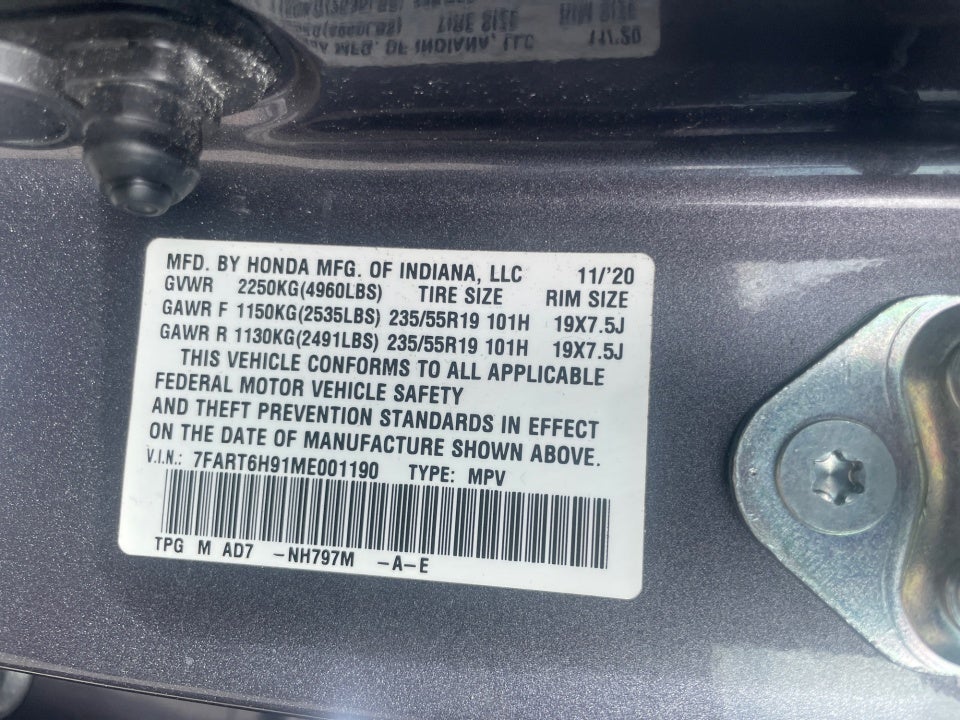 MFD. BY HONDA MFG. OF INDIANA, LLC 11/'20
GVWR 2250KG(4960LBS) TIRE SIZE RIM SIZE
GAWR F 1150KG(2535LBS) 235/55R19 101H 19X7.5J
GAWR R 1130KG(2491LBS) 235/55R19 101H 19X7.5J
THIS VEHICLE CONFORMS TO ALL APPLICABLE
FEDERAL MOTOR VEHICLE SAFETY
AND THEFT PREVENTION STANDARDS IN EFFECT
ON THE DATE OF MANUFACTURE SHOWN ABOVE.
V.I.N.: 7FART6H91ME001190 TYPE: MPV
TPG M AD7 -NH797M -A-E